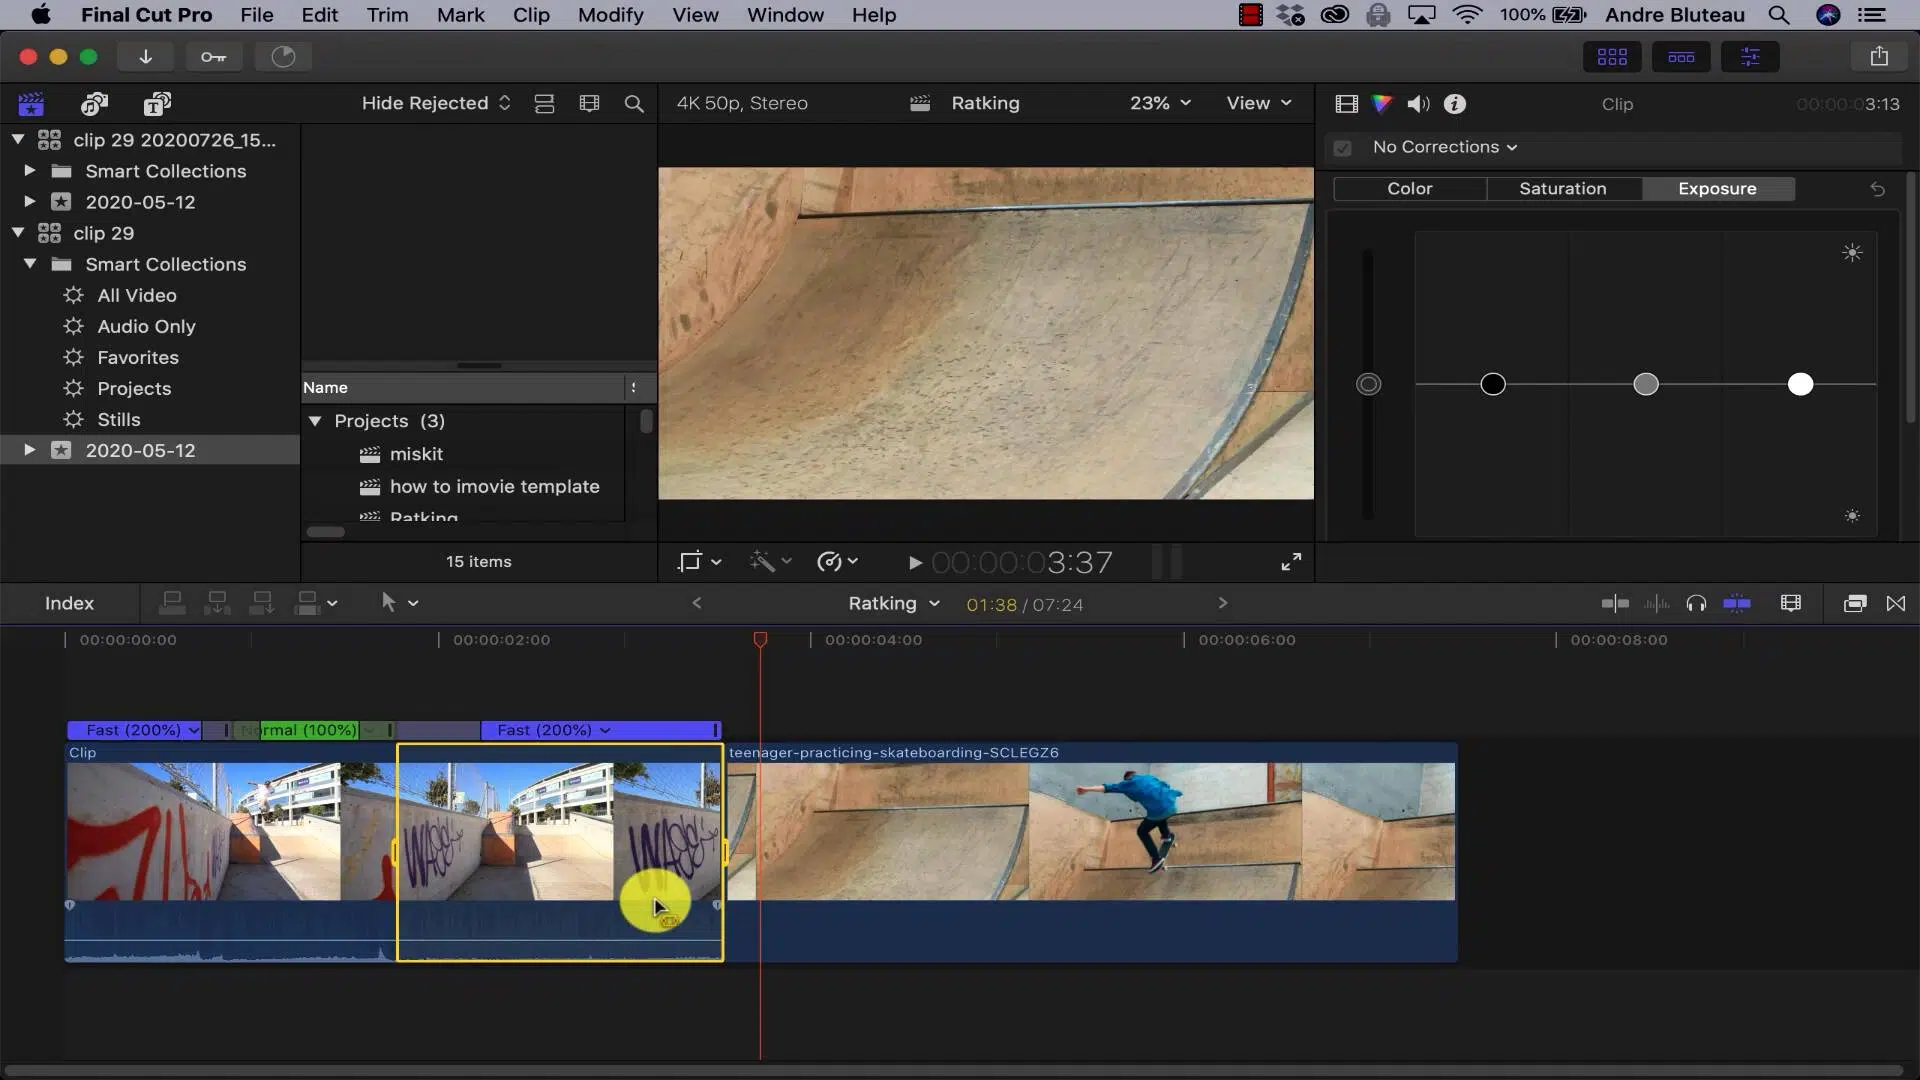 Final Cut Pro File Edit Trim Mark Clip Modify View Window Help 100% Andre Bluteau
Hide Rejected 4K 50p, Stereo Ratking 23% View Clip 00:00:03:13
clip 29 20200726_15...
Smart Collections
2020-05-12
clip 29
Smart Collections
All Video
Audio Only
Favorites
Projects
Stills
2020-05-12
Name
Projects (3)
miskit
how to imovie template
Ratking
15 items
00:00:00:03:37
No Corrections
Color Saturation Exposure
Index Ratking 01:38 / 07:24
00:00:00:00 00:00:02:00 00:00:04:00 00:00:06:00 00:00:08:00
Fast (200%) Normal (100%) Fast (200%)
Clip teenager-practicing-skateboarding-SCLEGZ6